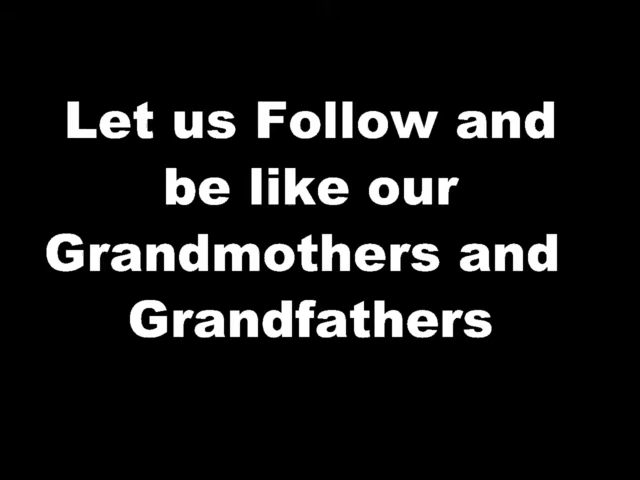 Let us Follow and
be like our
Grandmothers and
Grandfathers